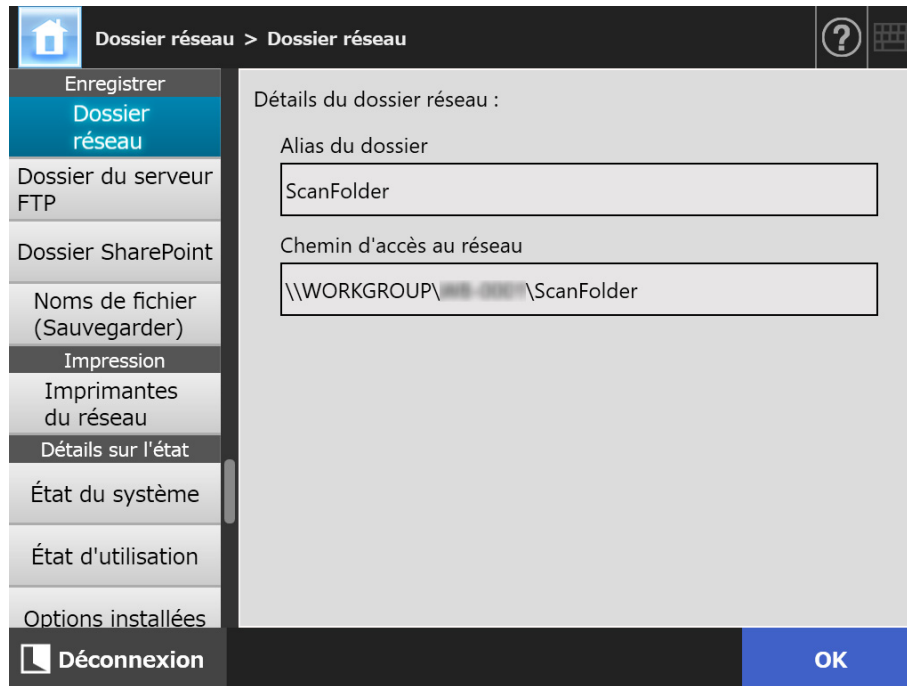 Dossier réseau > Dossier réseau
Enregistrer
Dossier
réseau
Dossier du serveur
FTP
Dossier SharePoint
Noms de fichier
(Sauvegarder)
Impression
Imprimantes
du réseau
Détails sur l'état
État du système
État d'utilisation
Options installées
Détails du dossier réseau :
Alias du dossier
ScanFolder
Chemin d'accès au réseau
\\WORKGROUP\ \ScanFolder
Déconnexion
OK